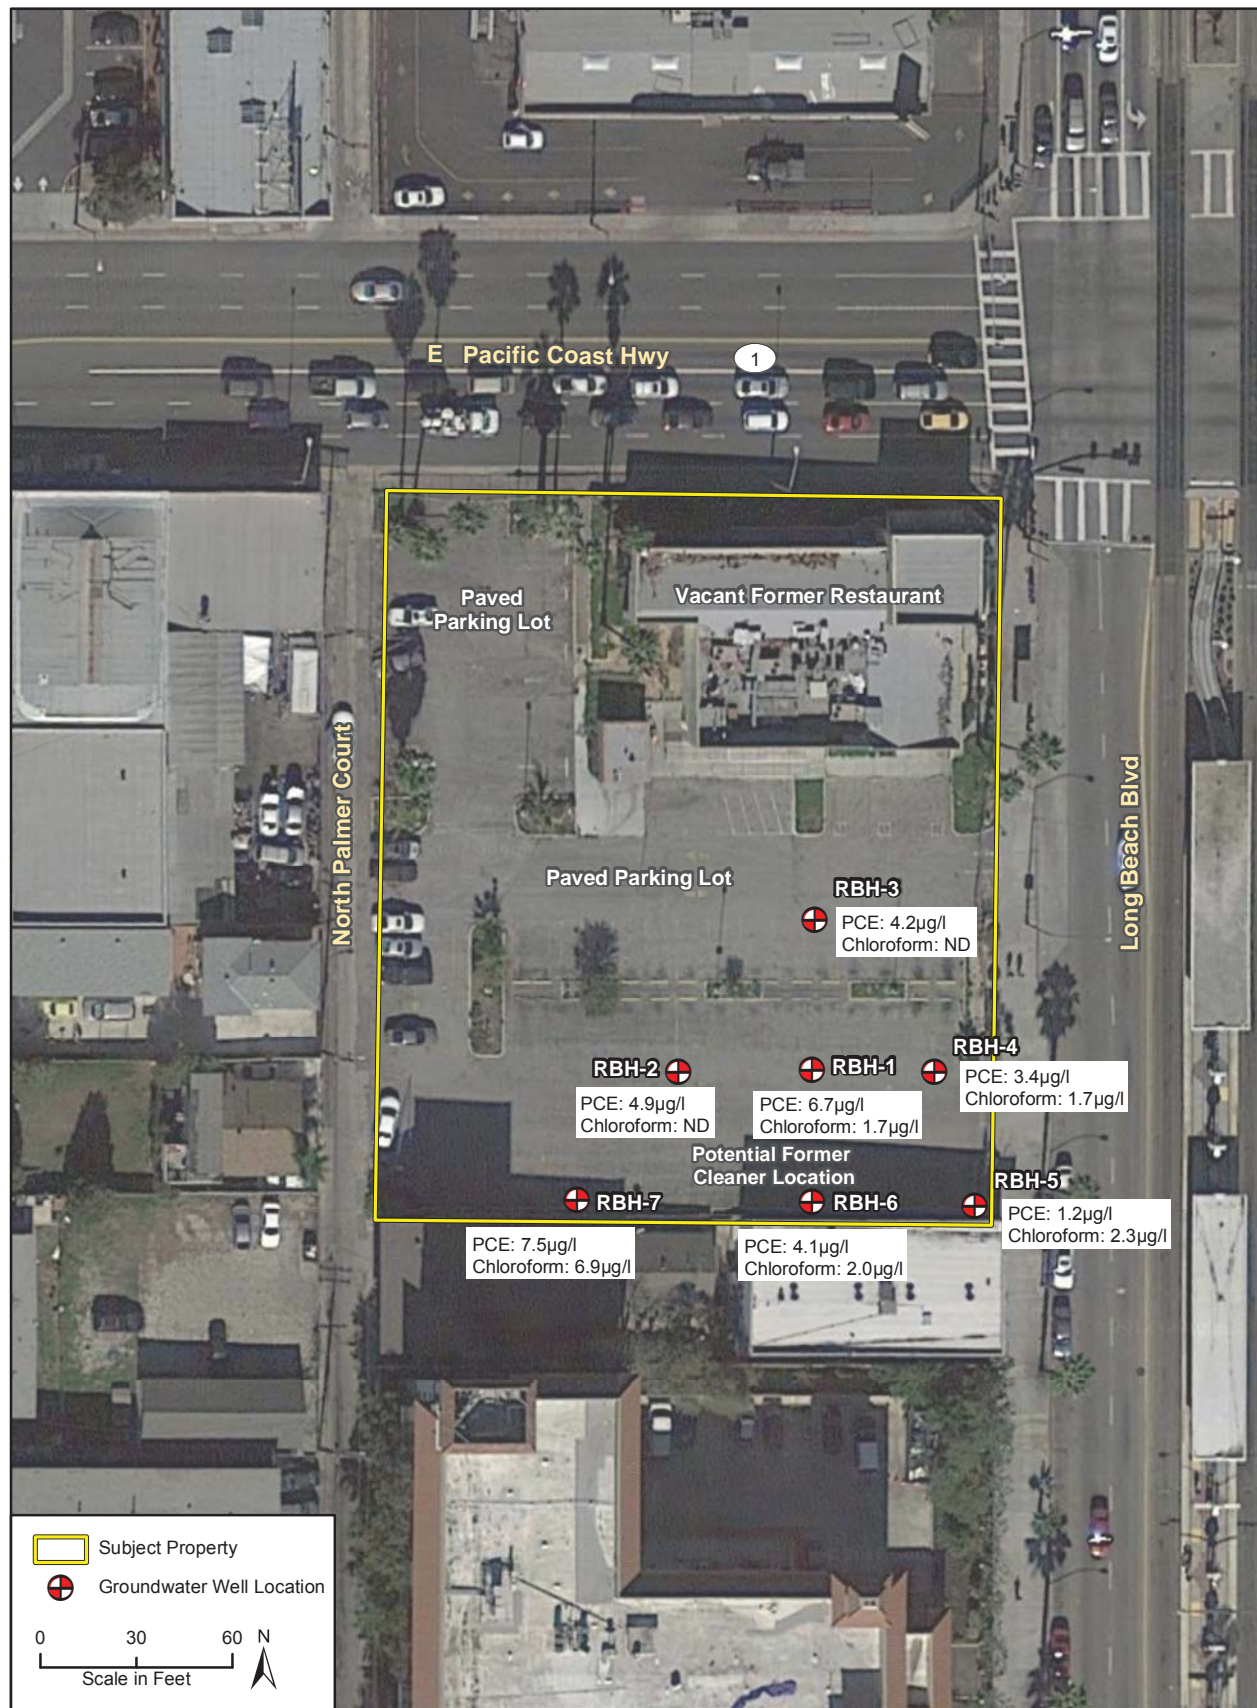 E Pacific Coast Hwy
1
Paved
Parking Lot
Vacant Former Restaurant
North Palmer Court
Long Beach Blvd
Paved Parking Lot
RBH-3
PCE: 4.2µg/l
Chloroform: ND
RBH-2
PCE: 4.9µg/l
Chloroform: ND
RBH-1
PCE: 6.7µg/l
Chloroform: 1.7µg/l
RBH-4
PCE: 3.4µg/l
Chloroform: 1.7µg/l
Potential Former
Cleaner Location
RBH-7
PCE: 7.5µg/l
Chloroform: 6.9µg/l
RBH-6
PCE: 4.1µg/l
Chloroform: 2.0µg/l
RBH-5
PCE: 1.2µg/l
Chloroform: 2.3µg/l
Subject Property
Groundwater Well Location
0 30 60 N
Scale in Feet